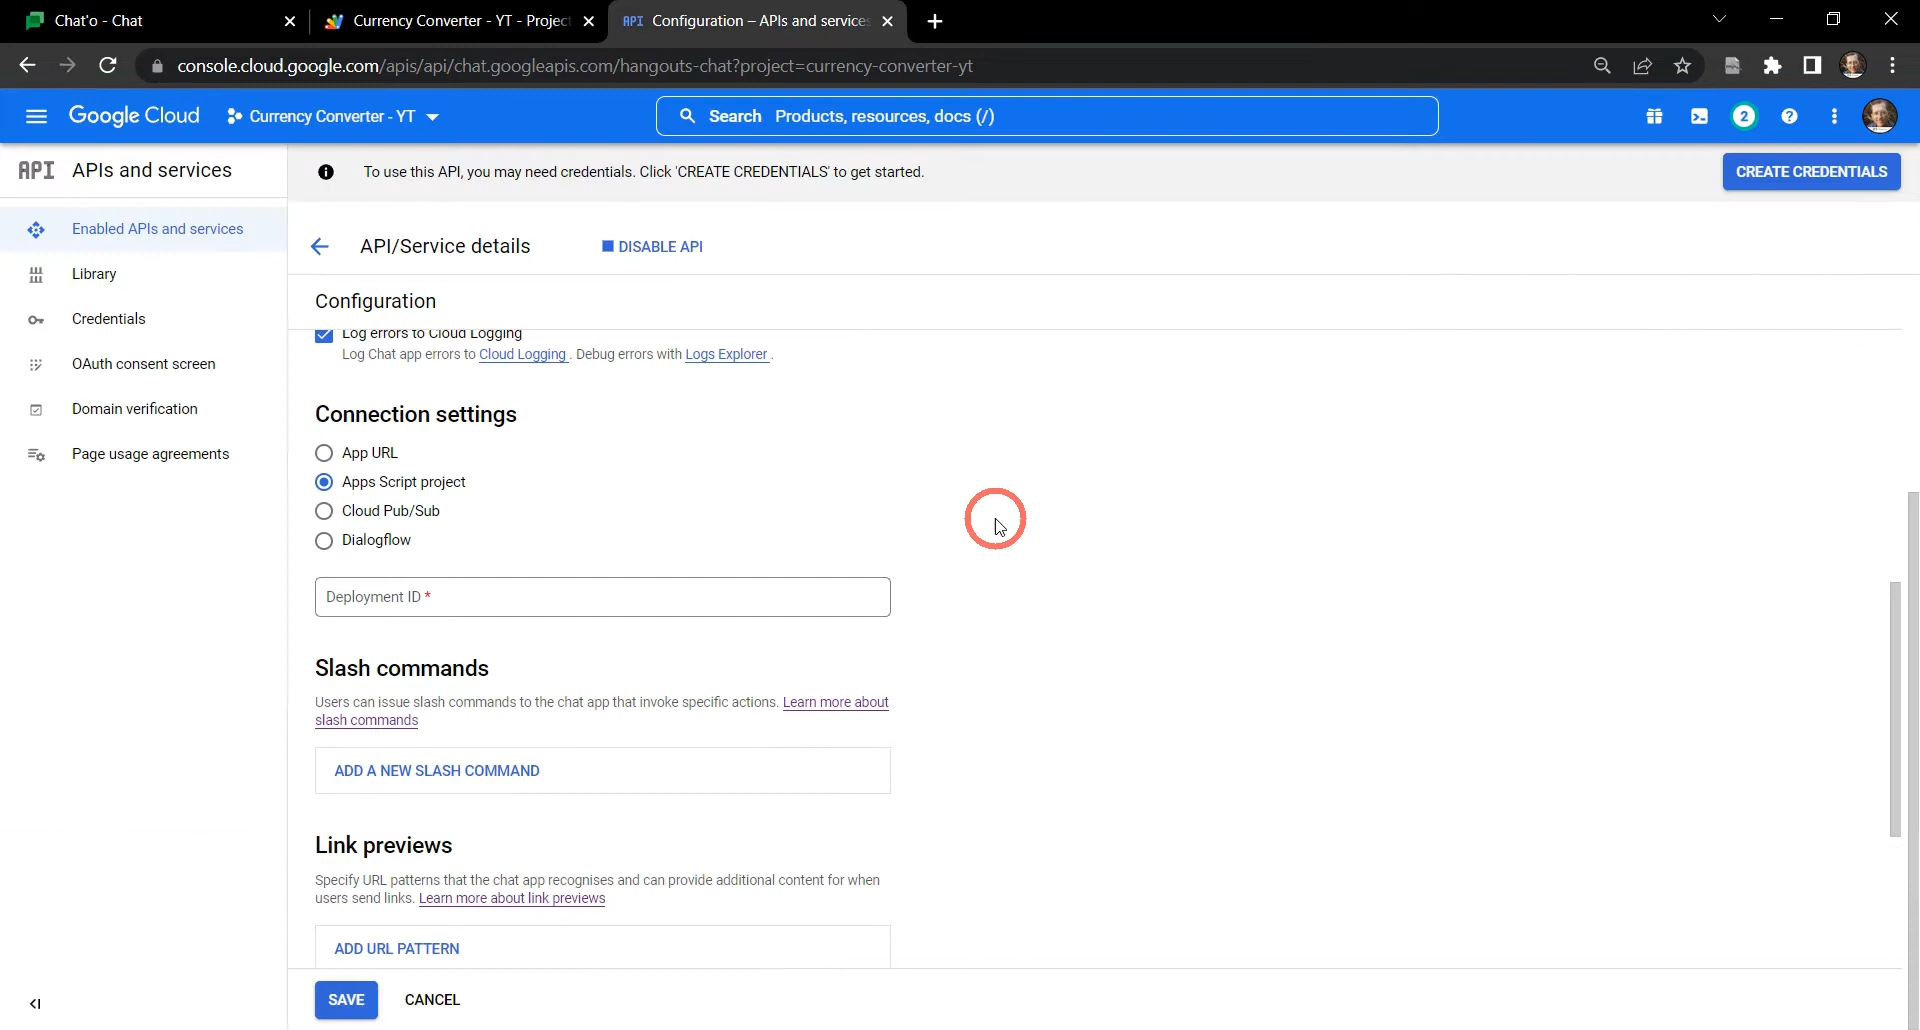 Chat'o - Chat
Currency Converter - YT - Projec
API Configuration – APIs and services
console.cloud.google.com/apis/api/chat.googleapis.com/hangouts-chat?project=currency-converter-yt
Google Cloud
Currency Converter - YT
Search Products, resources, docs (/)
2
API APIs and services
To use this API, you may need credentials. Click 'CREATE CREDENTIALS' to get started.
CREATE CREDENTIALS
Enabled APIs and services
Library
Credentials
OAuth consent screen
Domain verification
Page usage agreements
API/Service details
DISABLE API
Configuration
Log errors to Cloud Logging
Log Chat app errors to Cloud Logging . Debug errors with Logs Explorer .
Connection settings
App URL
Apps Script project
Cloud Pub/Sub
Dialogflow
Deployment ID *
Slash commands
Users can issue slash commands to the chat app that invoke specific actions. Learn more about
slash commands
ADD A NEW SLASH COMMAND
Link previews
Specify URL patterns that the chat app recognises and can provide additional content for when
users send links. Learn more about link previews
ADD URL PATTERN
SAVE
CANCEL